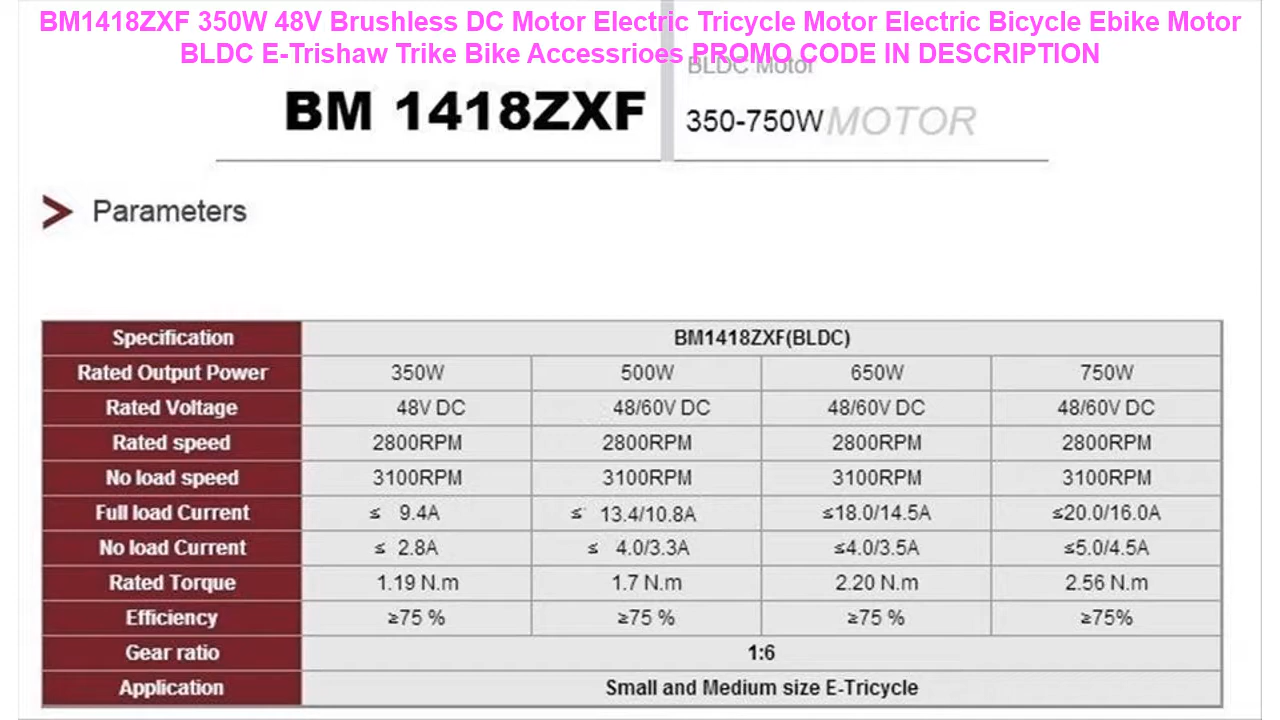 BM1418ZXF 350W 48V Brushless DC Motor Electric Tricycle Motor Electric Bicycle Ebike Motor
BLDC E-Trishaw Trike Bike Accessrioes PROMO CODE IN DESCRIPTION
BLDC Motor
BM 1418ZXF 350-750W MOTOR
Parameters
Specification BM1418ZXF(BLDC)
Rated Output Power 350W 500W 650W 750W
Rated Voltage 48V DC 48/60V DC 48/60V DC 48/60V DC
Rated speed 2800RPM 2800RPM 2800RPM 2800RPM
No load speed 3100RPM 3100RPM 3100RPM 3100RPM
Full load Current ≤ 9.4A ≤ 13.4/10.8A ≤18.0/14.5A ≤20.0/16.0A
No load Current ≤ 2.8A ≤ 4.0/3.3A ≤4.0/3.5A ≤5.0/4.5A
Rated Torque 1.19 N.m 1.7 N.m 2.20 N.m 2.56 N.m
Efficiency ≥75 % ≥75 % ≥75 % ≥75%
Gear ratio 1:6
Application Small and Medium size E-Tricycle